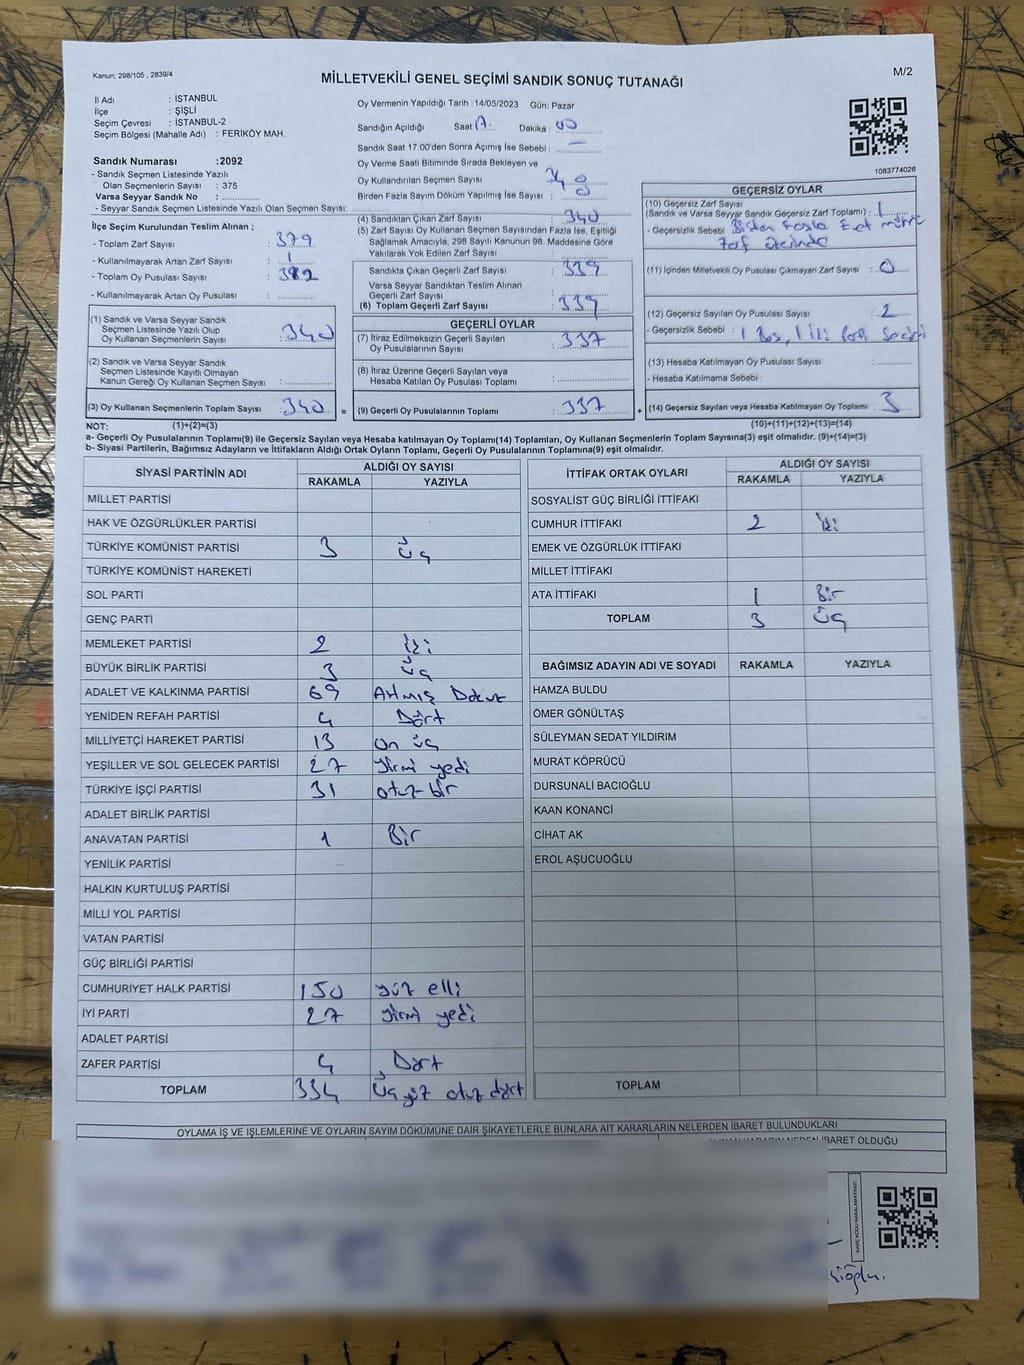 Kanun; 298/105 , 2839/4
M/2
MİLLETVEKİLİ GENEL SEÇİMİ SANDIK SONUÇ TUTANAĞI
İl Adı : İSTANBUL
İlçe : ŞİŞLİ
Seçim Çevresi : İSTANBUL-2
Seçim Bölgesi (Mahalle Adı) : FERİKÖY MAH.
Sandık Numarası :2092
- Sandık Seçmen Listesinde Yazılı
Olan Seçmenlerin Sayısı : 375
Varsa Seyyar Sandık No :
- Seyyar Sandık Seçmen Listesinde Yazılı Olan Seçmen Sayısı:
Oy Vermenin Yapıldığı Tarih :14/05/2023 Gün: Pazar
Sandığın Açıldığı Saat Dakika : 00
Sandık Saat 17:00'den Sonra Açımış İse Sebebi : —
Oy Verme Saati Bitiminde Sırada Bekleyen ve
Oy Kullandırılan Seçmen Sayısı :
Birden Fazla Sayım Döküm Yapılmış İse Sayısı :
1083774026
İlçe Seçim Kurulundan Teslim Alınan ;
- Toplam Zarf Sayısı : 379
- Kullanılmayarak Artan Zarf Sayısı : 1
- Toplam Oy Pusulası Sayısı :
- Kullanılmayarak Artan Oy Pusulası :
(1) Sandık ve Varsa Seyyar Sandık
Seçmen Listesinde Yazılı Olup
Oy Kullanan Seçmenlerin Sayısı : 340
(2) Sandık ve Varsa Seyyar Sandık
Seçmen Listesinde Kayıtlı Olmayan
Kanun Gereği Oy Kullanan Seçmen Sayısı :
(3) Oy Kullanan Seçmenlerin Toplam Sayısı : 340 =
(4) Sandıktan Çıkan Zarf Sayısı : 340
(5) Zarf Sayısı Oy Kullanan Seçmen Sayısından Fazla İse, Eşitliği
Sağlamak Amacıyla; 298 Sayılı Kanunun 98. Maddesine Göre
Yakılarak Yok Edilen Zarf Sayısı :
Sandıkta Çıkan Geçerli Zarf Sayısı : 339
Varsa Seyyar Sandıktan Teslim Alınan
Geçerli Zarf Sayısı :
(6) Toplam Geçerli Zarf Sayısı : 339
GEÇERLİ OYLAR
(7) İtiraz Edilmeksizin Geçerli Sayılan
Oy Pusulalarının Sayısı : 337
(8) İtiraz Üzerine Geçerli Sayılan veya
Hesaba Katılan Oy Pusulası Toplamı :
(9) Geçerli Oy Pusulalarının Toplamı : 337 +
GEÇERSİZ OYLAR
(10) Geçersiz Zarf Sayısı
(Sandık ve Varsa Seyyar Sandık Geçersiz Zarf Toplamı) : 1
- Geçersizlik Sebebi : Birden Fazla Evet mührü
zarf üzerinde
(11) İçinden Milletvekili Oy Pusulası Çıkmayan Zarf Sayısı : 0
(12) Geçersiz Sayılan Oy Pusulası Sayısı : 2
- Geçersizlik Sebebi : 1 Boş, 1 iki
(13) Hesaba Katılmayan Oy Pusulası Sayısı :
- Hesaba Katılmama Sebebi :
(14) Geçersiz Sayılan veya Hesaba Katılmayan Oy Toplamı : 3
NOT: (1)+(2)=(3) (10)+(11)+(12)+(13)=(14)
a- Geçerli Oy Pusulalarının Toplamı(9) ile Geçersiz Sayılan veya Hesaba katılmayan Oy Toplamı(14) Toplamları, Oy Kullanan Seçmenlerin Toplam Sayısına(3) eşit olmalıdır. (9)+(14)=(3)
b- Siyasi Partilerin, Bağımsız Adayların ve İttifakların Aldığı Ortak Oyların Toplamı, Geçerli Oy Pusulalarının Toplamına(9) eşit olmalıdır.
SİYASİ PARTİNİN ADI ALDIĞI OY SAYISI
RAKAMLA YAZIYLA
MİLLET PARTİSİ
HAK VE ÖZGÜRLÜKLER PARTİSİ
TÜRKİYE KOMÜNİST PARTİSİ 3 üç
TÜRKİYE KOMÜNİST HAREKETİ
SOL PARTİ
GENÇ PARTİ
MEMLEKET PARTİSİ 2 iki
BÜYÜK BİRLİK PARTİSİ 3 üç
ADALET VE KALKINMA PARTİSİ 69 Atmış Dokuz
YENİDEN REFAH PARTİSİ 4 Dört
MİLLİYETÇİ HAREKET PARTİSİ 13 on üç
YEŞİLLER VE SOL GELECEK PARTİSİ 27 yirmi yedi
TÜRKİYE İŞÇİ PARTİSİ 31 otuz bir
ADALET BİRLİK PARTİSİ
ANAVATAN PARTİSİ 1 Bir
YENİLİK PARTİSİ
HALKIN KURTULUŞ PARTİSİ
MİLLİ YOL PARTİSİ
VATAN PARTİSİ
GÜÇ BİRLİĞİ PARTİSİ
CUMHURİYET HALK PARTİSİ 150 yüz elli
İYİ PARTİ 27 yirmi yedi
ADALET PARTİSİ
ZAFER PARTİSİ 4 Dört
TOPLAM 334 üçyüz otuz dört
İTTİFAK ORTAK OYLARI ALDIĞI OY SAYISI
RAKAMLA YAZIYLA
SOSYALİST GÜÇ BİRLİĞİ İTTİFAKI
CUMHUR İTTİFAKI 2 iki
EMEK VE ÖZGÜRLÜK İTTİFAKI
MİLLET İTTİFAKI
ATA İTTİFAKI 1 Bir
TOPLAM 3 üç
BAĞIMSIZ ADAYIN ADI VE SOYADI RAKAMLA YAZIYLA
HAMZA BULDU
ÖMER GÖNÜLTAŞ
SÜLEYMAN SEDAT YILDIRIM
MURAT KÖPRÜCÜ
DURSUNALİ BACIOĞLU
KAAN KONANCİ
CİHAT AK
EROL AŞUCUOĞLU
TOPLAM
OYLAMA İŞ VE İŞLEMLERİNE VE OYLARIN SAYIM DÖKÜMÜNE DAİR ŞİKAYETLERLE BUNLARA AİT KARARLARIN NELERDEN İBARET BULUNDUKLARI
İBARET OLDUĞU
KARE KODU KARALAMAYINIZ!